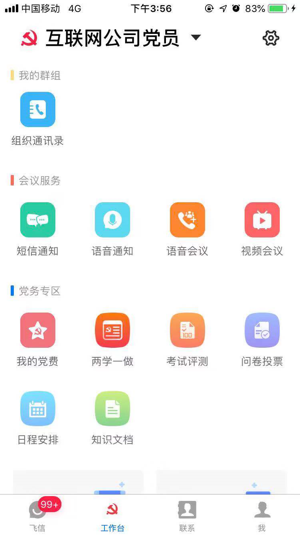 中国移动 4G 下午3:56 83%
互联网公司党员
我的群组
组织通讯录
会议服务
短信通知 语音通知 语音会议 视频会议
党务专区
我的党费 两学一做 考试评测 问卷投票
100
日程安排 知识文档
99+
飞信 工作台 联系 我